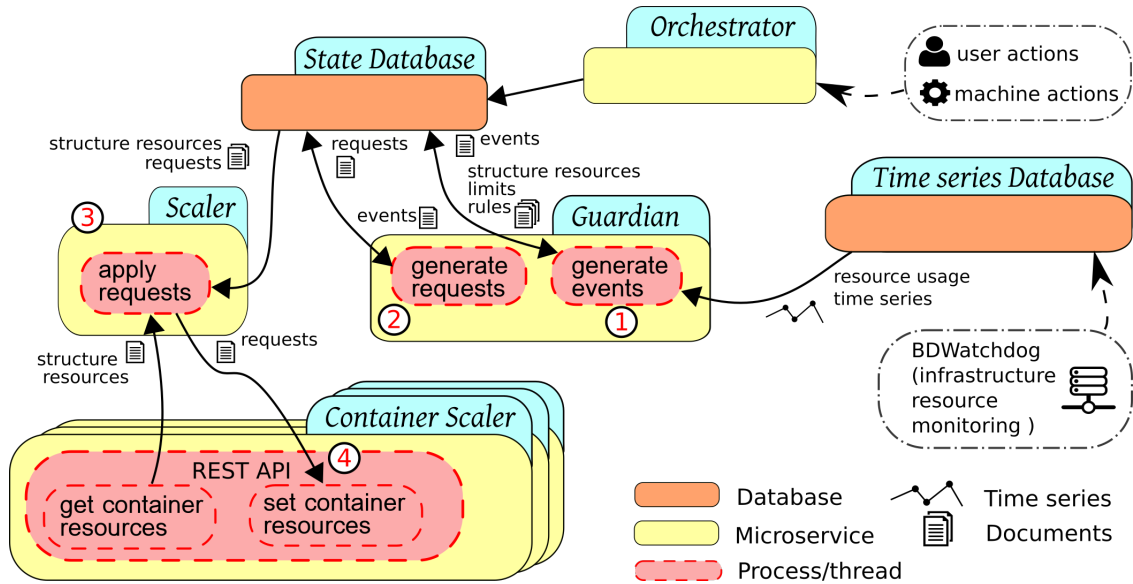 Orchestrator
State Database
user actions
machine actions
structure resources
requests
requests
events
structure resources
limits
rules
Time series Database
Scaler
3
events
Guardian
apply
requests
generate
requests
generate
events
2
1
resource usage
time series
structure
resources
requests
BDWatchdog
(infrastructure
resource
monitoring )
Container Scaler
REST API
4
get container
resources
set container
resources
Database
Time series
Microservice
Documents
Process/thread